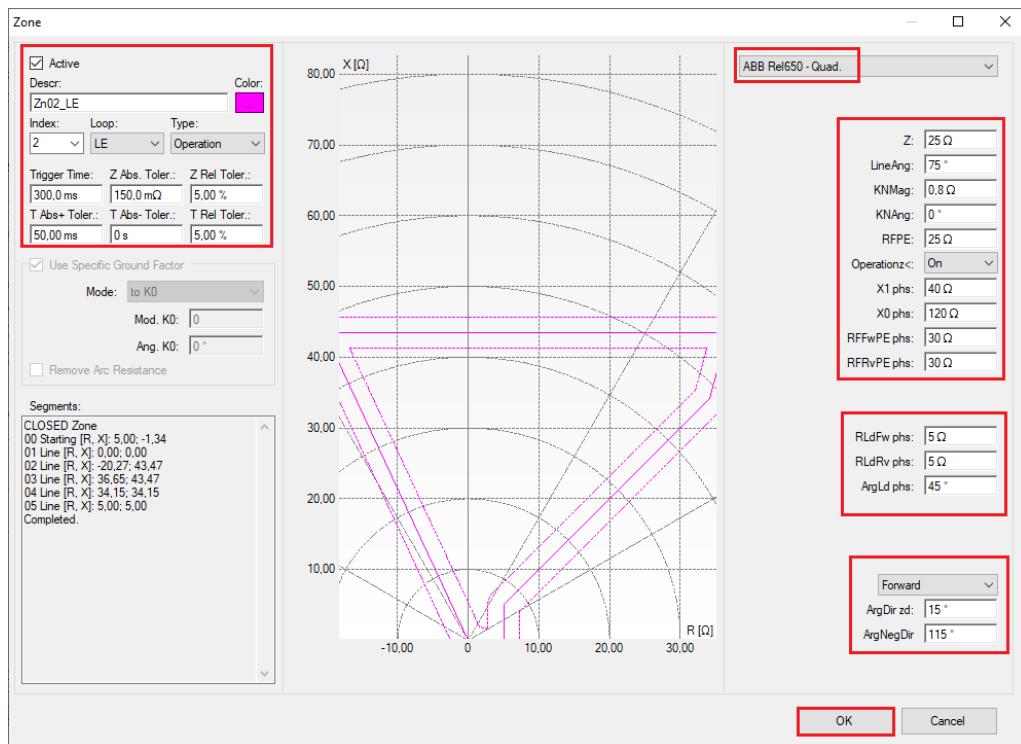 Zone
Active
Descr: Color:
Zn02_LE
Index: Loop: Type:
2 LE Operation
Trigger Time: Z Abs. Toler.: Z Rel Toler.:
300,0 ms 150,0 mΩ 5,00 %
T Abs+ Toler.: T Abs- Toler.: T Rel Toler.:
50,00 ms 0 s 5,00 %
Use Specific Ground Factor
Mode: to K0
Mod. K0: 0
Ang. K0: 0 °
Remove Arc Resistance
Segments:
CLOSED Zone
00 Starting [R, X]: 5,00; -1,34
01 Line [R, X]: 0,00; 0,00
02 Line [R, X]: -20,27; 43,47
03 Line [R, X]: 36,65; 43,47
04 Line [R, X]: 34,15; 34,15
05 Line [R, X]: 5,00; 5,00
Completed.
X [Ω]
80,00
70,00
60,00
50,00
40,00
30,00
20,00
10,00
R [Ω]
-10,00 0 10,00 20,00 30,00
ABB Rel650 - Quad.
Z: 25 Ω
LineAng: 75 °
KNMag: 0,8 Ω
KNAng: 0 °
RFPE: 25 Ω
Operationz<: On
X1 phs: 40 Ω
X0 phs: 120 Ω
RFFwPE phs: 30 Ω
RFRvPE phs: 30 Ω
RLdFw phs: 5 Ω
RLdRv phs: 5 Ω
ArgLd phs: 45 °
Forward
ArgDir zd: 15 °
ArgNegDir 115 °
OK Cancel